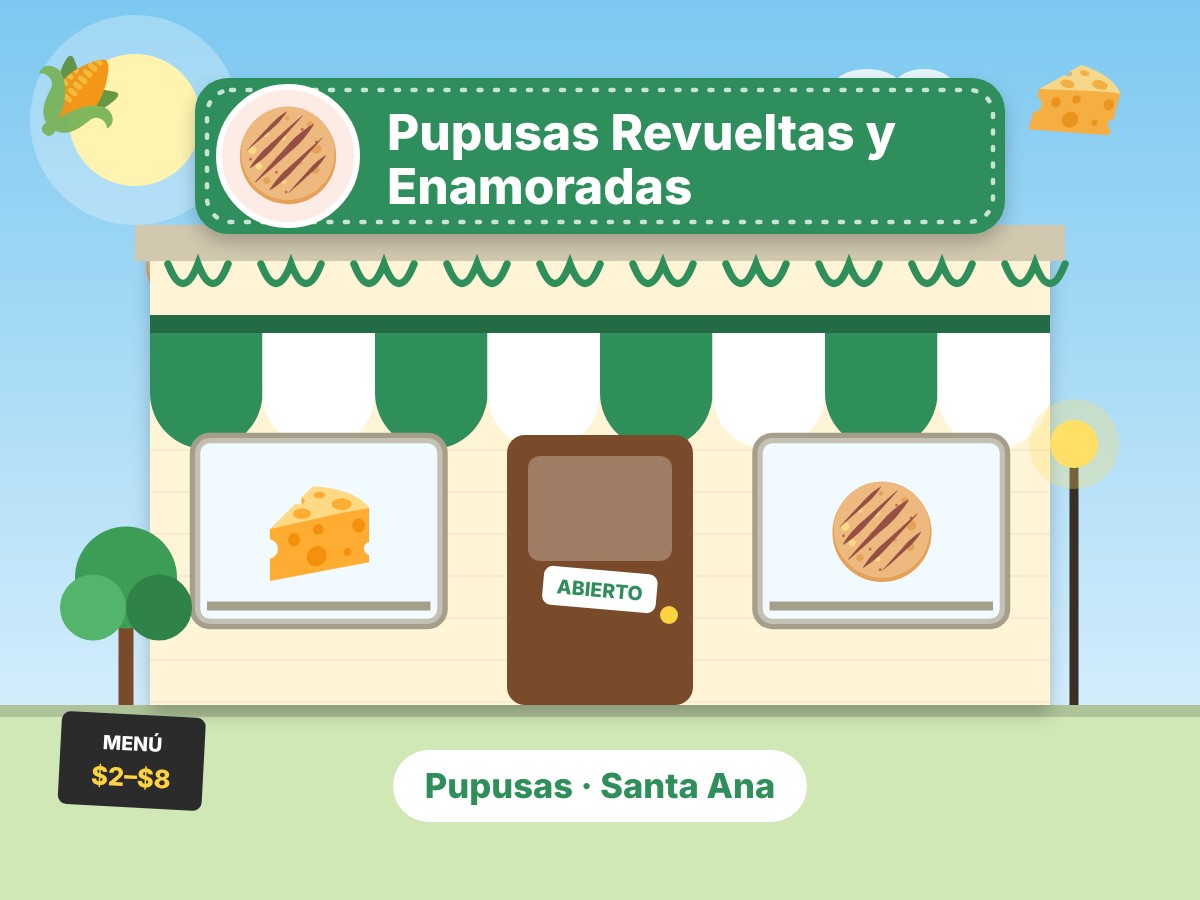 Pupusas Revueltas y
Enamoradas
ABIERTO
MENÚ
$2–$8
Pupusas · Santa Ana